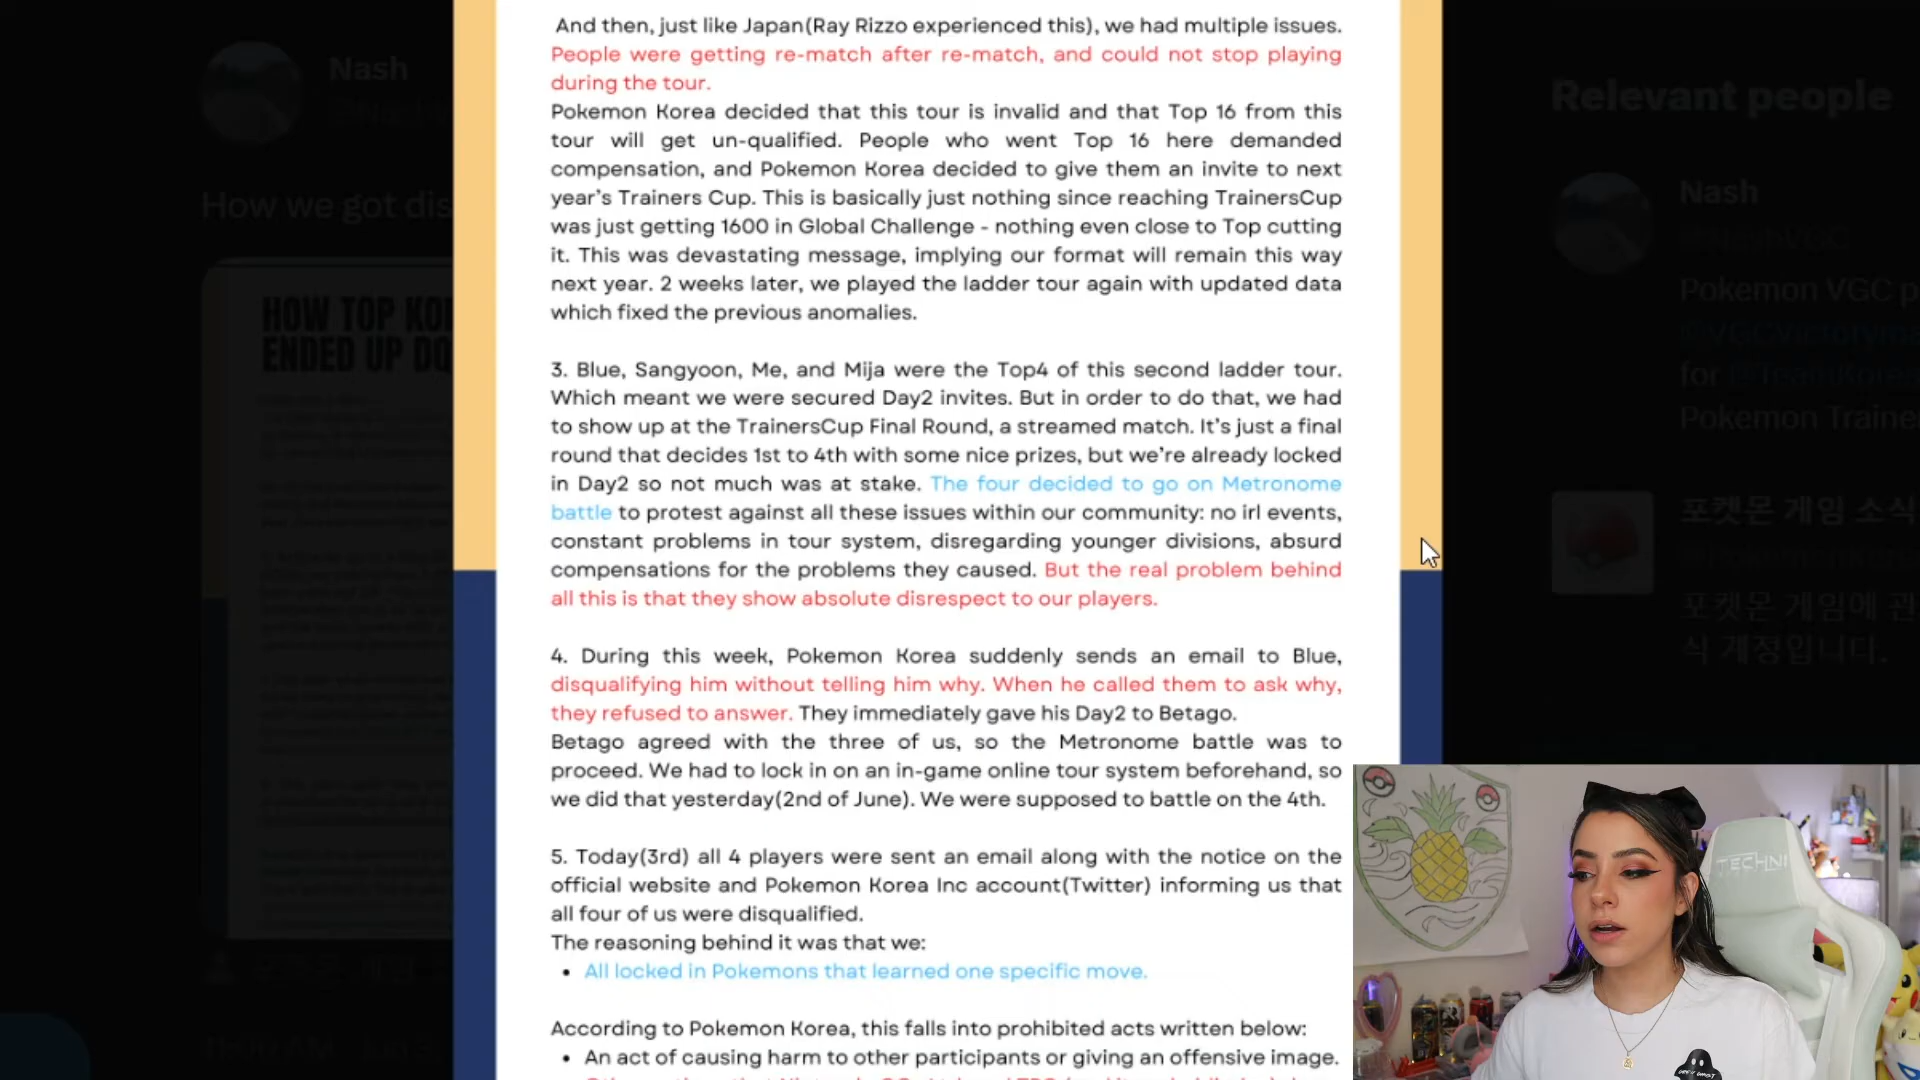 And then, just like Japan(Ray Rizzo experienced this), we had multiple issues.
People were getting re-match after re-match, and could not stop playing
during the tour.
Pokemon Korea decided that this tour is invalid and that Top 16 from this
tour will get un-qualified. People who went Top 16 here demanded
compensation, and Pokemon Korea decided to give them an invite to next
year's Trainers Cup. This is basically just nothing since reaching TrainersCup
was just getting 1600 in Global Challenge - nothing even close to Top cutting
it. This was devastating message, implying our format will remain this way
next year. 2 weeks later, we played the ladder tour again with updated data
which fixed the previous anomalies.
3. Blue, Sangyoon, Me, and Mija were the Top4 of this second ladder tour.
Which meant we were secured Day2 invites. But in order to do that, we had
to show up at the TrainersCup Final Round, a streamed match. It's just a final
round that decides 1st to 4th with some nice prizes, but we're already locked
in Day2 so not much was at stake. The four decided to go on Metronome
battle to protest against all these issues within our community: no irl events,
constant problems in tour system, disregarding younger divisions, absurd
compensations for the problems they caused. But the real problem behind
all this is that they show absolute disrespect to our players.
4. During this week, Pokemon Korea suddenly sends an email to Blue,
disqualifying him without telling him why. When he called them to ask why,
they refused to answer. They immediately gave his Day2 to Betago.
Betago agreed with the three of us, so the Metronome battle was to
proceed. We had to lock in on an in-game online tour system beforehand, so
we did that yesterday(2nd of June). We were supposed to battle on the 4th.
5. Today(3rd) all 4 players were sent an email along with the notice on the
official website and Pokemon Korea Inc account(Twitter) informing us that
all four of us were disqualified.
The reasoning behind it was that we:
• All locked in Pokemons that learned one specific move.
According to Pokemon Korea, this falls into prohibited acts written below:
• An act of causing harm to other participants or giving an offensive image.
Nash
How we got dis
HOW TOP KO
ENDED UP DQ
Relevant people
Nash
@NashVGC
Pokemon VGC p
for
Pokemon Traine
포켓몬 게임 소식
포켓몬 게임에 관
식 계정입니다.
TECHNI